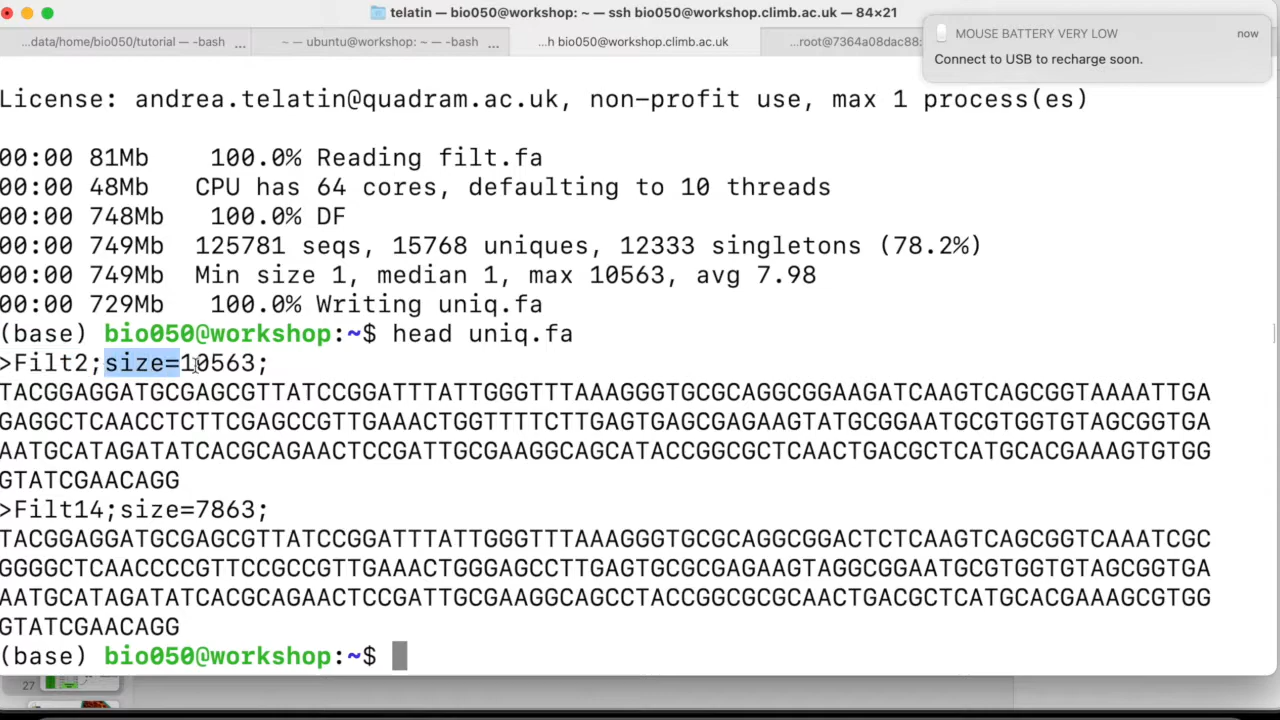 telatin — bio050@workshop: ~ — ssh bio050@workshop.climb.ac.uk — 84×21
MOUSE BATTERY VERY LOW
now
Connect to USB to recharge soon.
...data/home/bio050/tutorial — -bash ...
~ — ubuntu@workshop: ~ — -bash ...
...h bio050@workshop.climb.ac.uk
...root@7364a08dac88:
License: andrea.telatin@quadram.ac.uk, non-profit use, max 1 process(es)
00:00 81Mb    100.0% Reading filt.fa
00:00 48Mb   CPU has 64 cores, defaulting to 10 threads
00:00 748Mb   100.0% DF
00:00 749Mb  125781 seqs, 15768 uniques, 12333 singletons (78.2%)
00:00 749Mb  Min size 1, median 1, max 10563, avg 7.98
00:00 729Mb   100.0% Writing uniq.fa
(base) bio050@workshop:~$ head uniq.fa
>Filt2;size=10563;
TACGGAGGATGCGAGCGTTATCCGGATTTATTGGGTTTAAAGGGTGCGCAGGCGGAAGATCAAGTCAGCGGTAAAATTGA
GAGGCTCAACCTCTTCGAGCCGTTGAAACTGGTTTTCTTGAGTGAGCGAGAAGTATGCGGAATGCGTGGTGTAGCGGTGA
AATGCATAGATATCACGCAGAACTCCGATTGCGAAGGCAGCATACCGGCGCTCAACTGACGCTCATGCACGAAAGTGTGG
GTATCGAACAGG
>Filt14;size=7863;
TACGGAGGATGCGAGCGTTATCCGGATTTATTGGGTTTAAAGGGTGCGCAGGCGGACTCTCAAGTCAGCGGTCAAATCGC
GGGGCTCAACCCCGTTCCGCCGTTGAAACTGGGAGCCTTGAGTGCGCGAGAAGTAGGCGGAATGCGTGGTGTAGCGGTGA
AATGCATAGATATCACGCAGAACTCCGATTGCGAAGGCAGCCTACCGGCGCGCAACTGACGCTCATGCACGAAAGCGTGG
GTATCGAACAGG
(base) bio050@workshop:~$
27